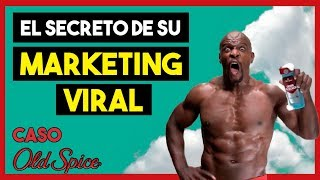 EL SECRETO DE SU
MARKETING
VIRAL
CASO
Old Spice